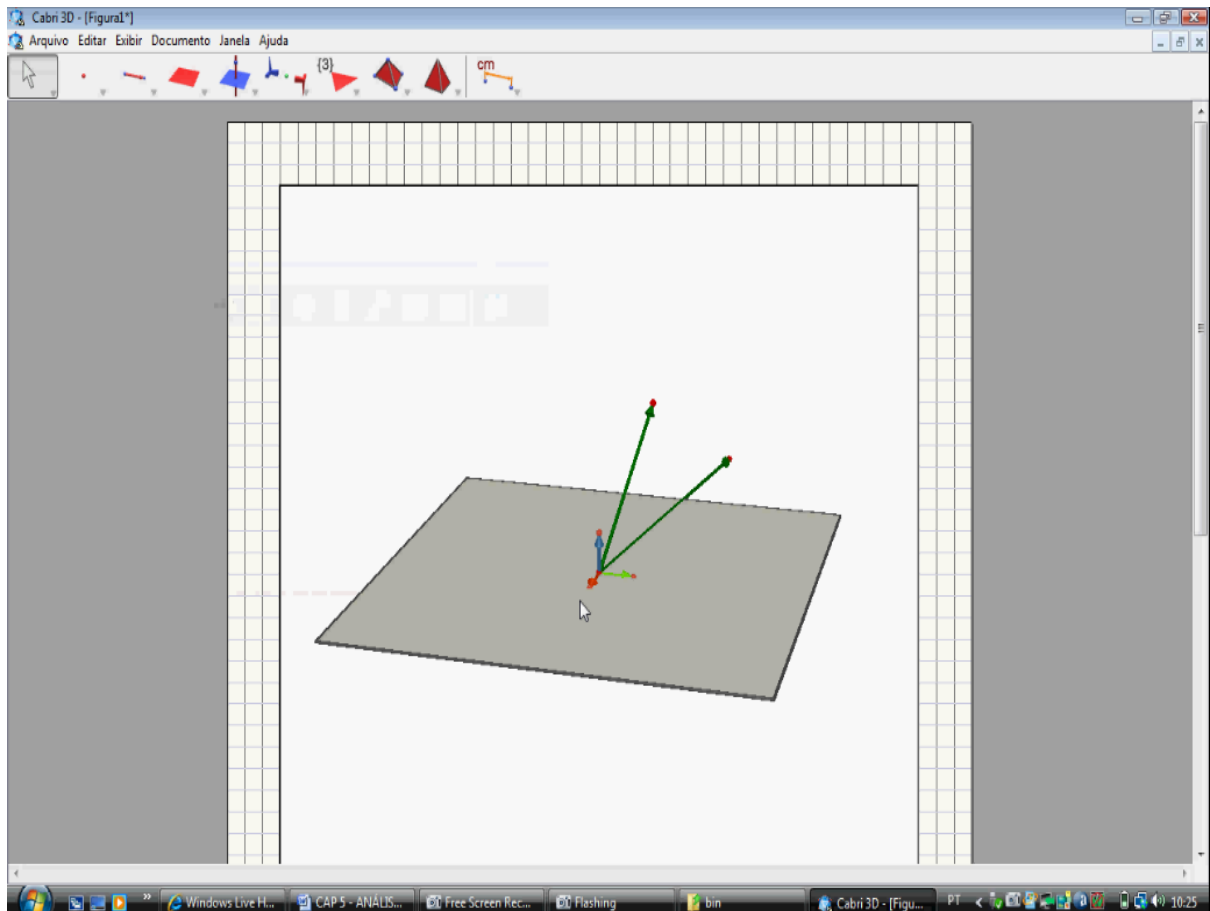 Cabri 3D - [Figura1*]
Arquivo Editar Exibir Documento Janela Ajuda
{3}
cm
Windows Live H...
CAP 5 - ANÁLIS...
Free Screen Rec...
Flashing
bin
Cabri 3D - [Figu...
PT
10:25